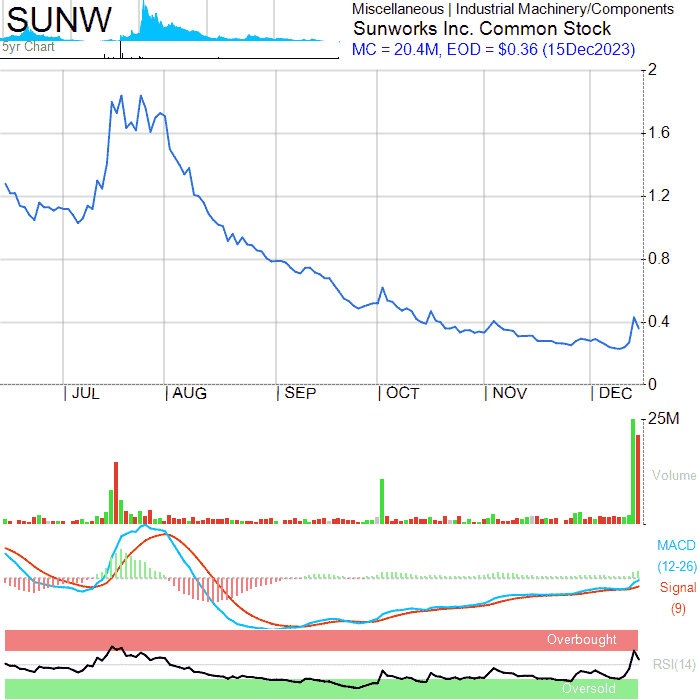 SUNW
5yr Chart
Miscellaneous | Industrial Machinery/Components
Sunworks Inc. Common Stock
MC = 20.4M, EOD = $0.36 (15Dec2023)
2
1.6
1.2
0.8
0.4
0
| JUL | AUG | SEP | OCT | NOV | DEC
25M
Volume
MACD
(12-26)
Signal
(9)
Overbought
RSI(14)
Oversold